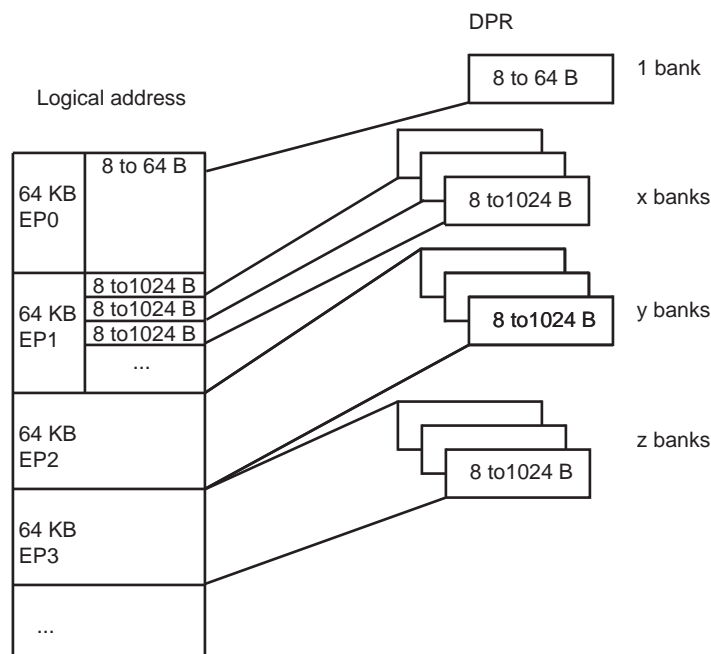 DPR
8 to 64 B
1 bank
Logical address
8 to 64 B
64 KB
EP0
8 to1024 B
x banks
8 to1024 B
8 to1024 B
8 to1024 B
...
64 KB
EP1
8 to1024 B
y banks
64 KB
EP2
8 to1024 B
z banks
64 KB
EP3
...